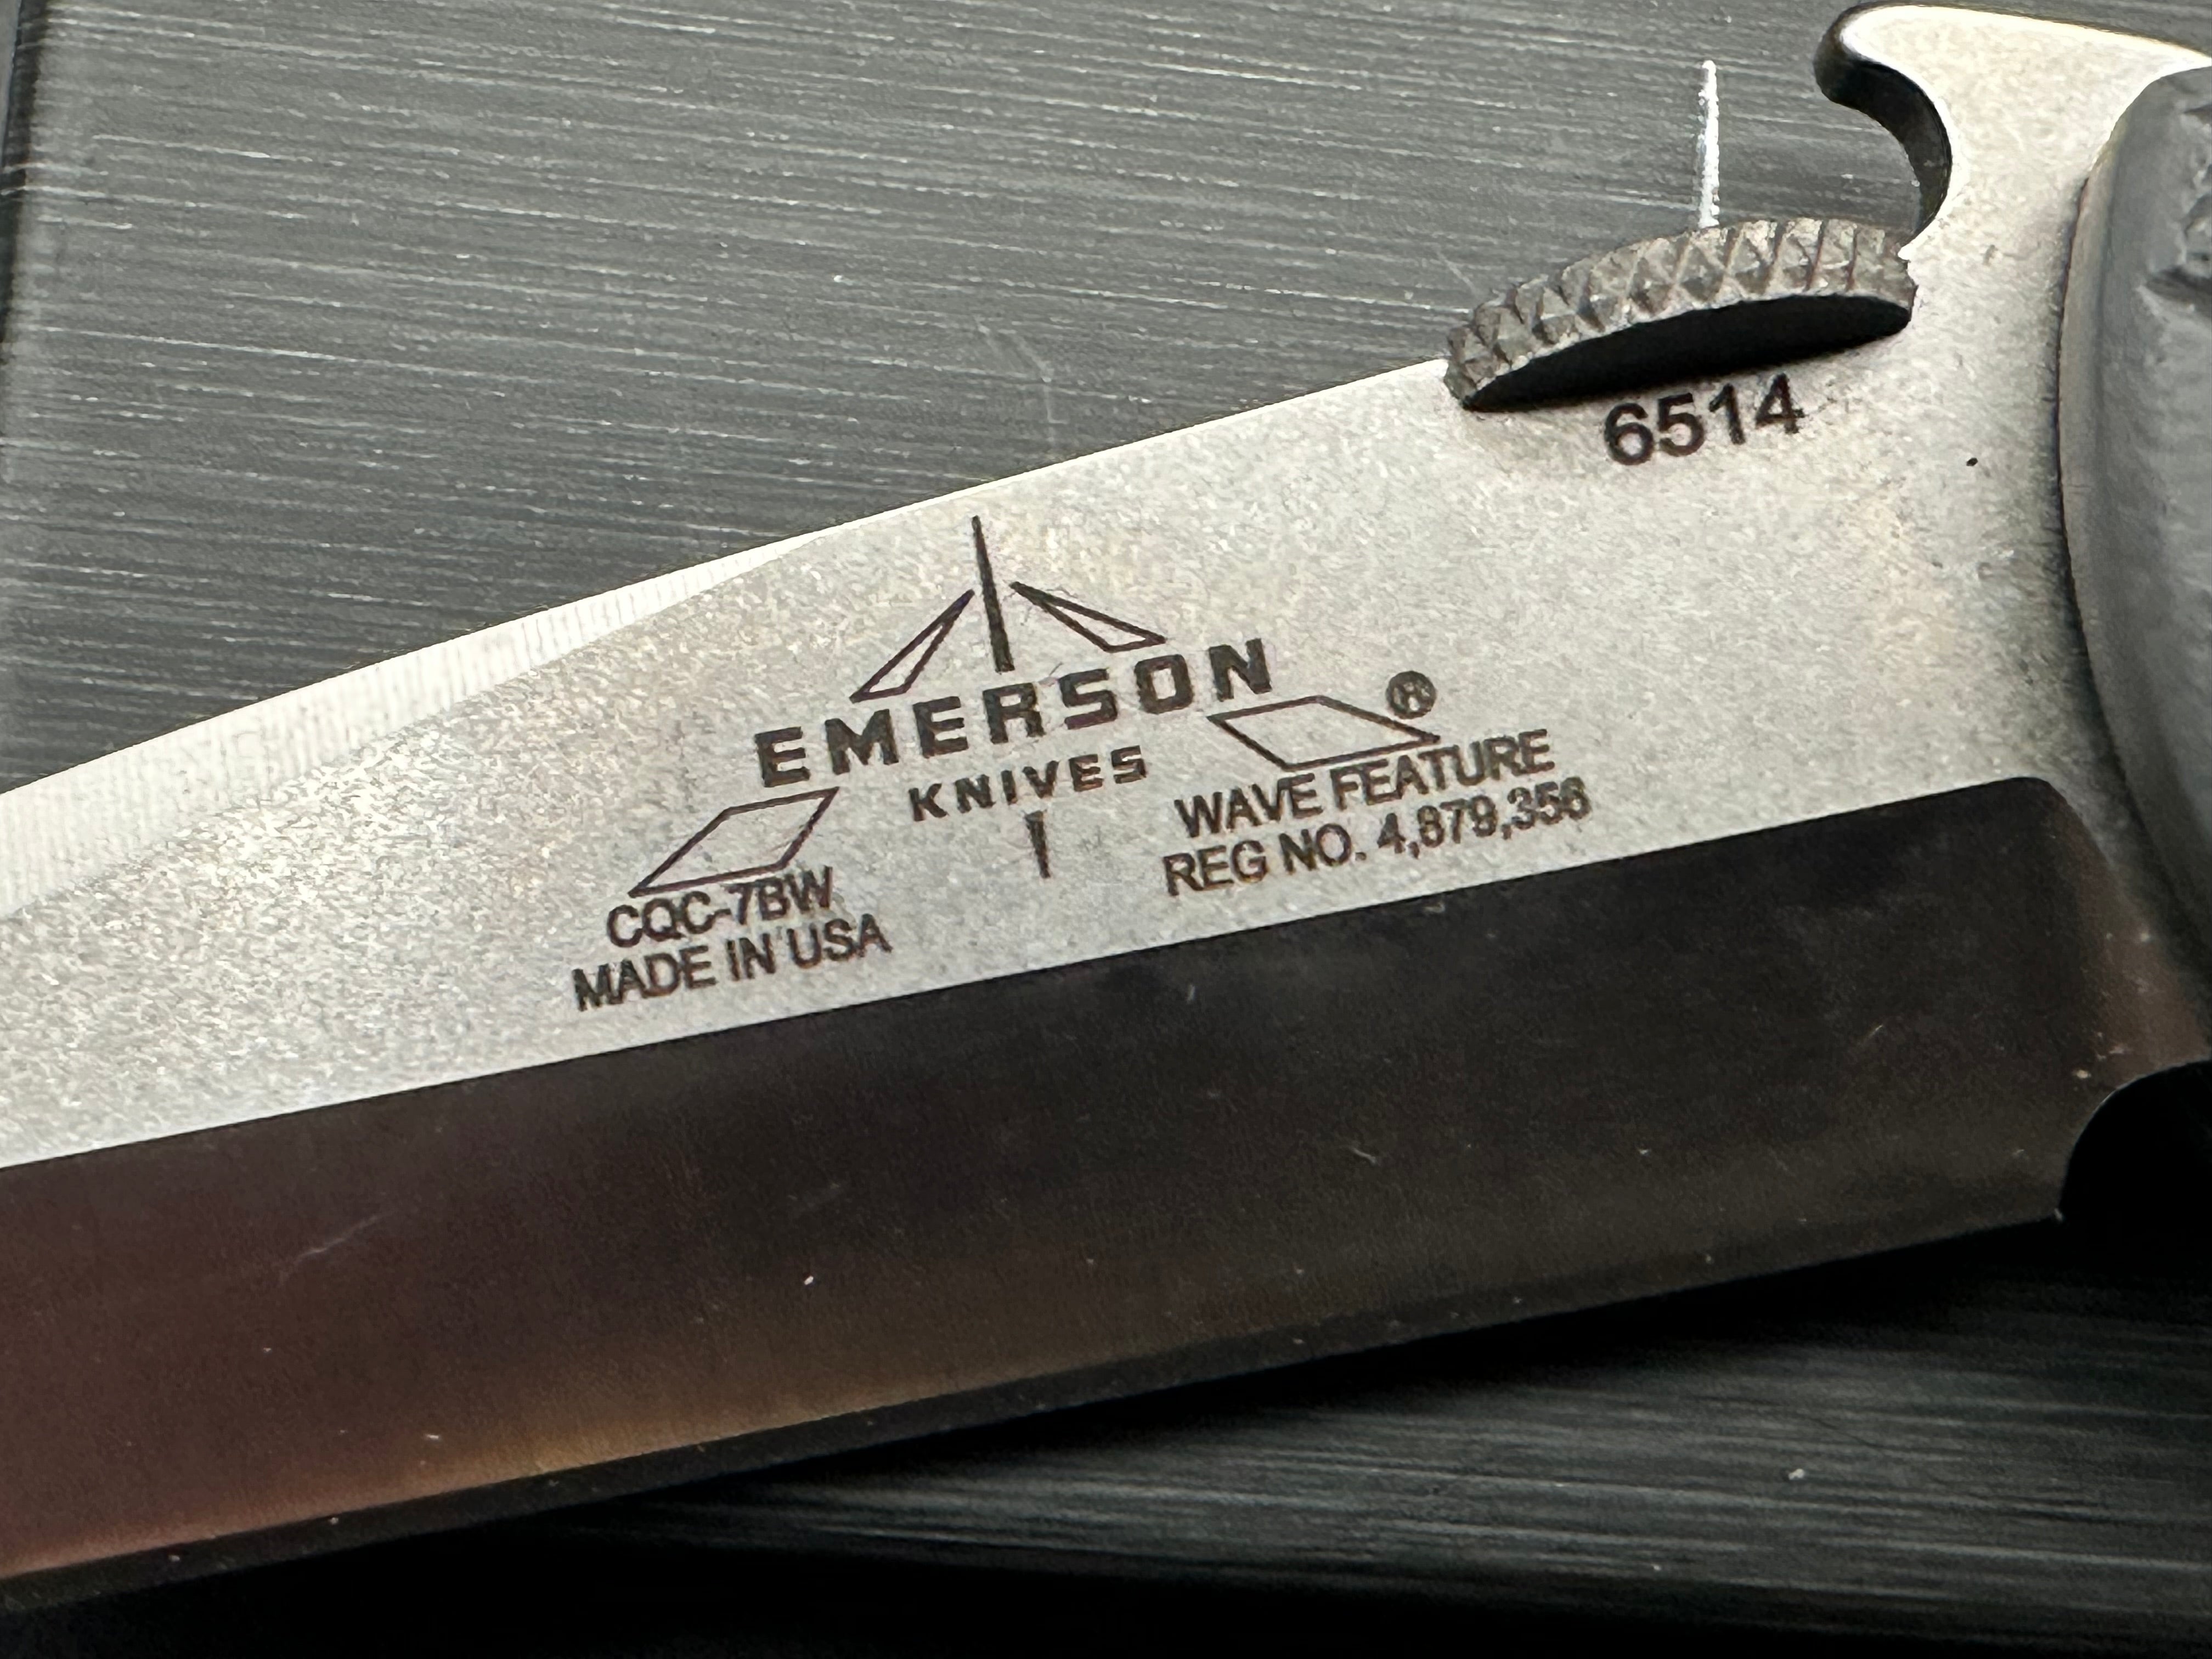 6514
EMERSON
®
KNIVES
CQC-7BW
MADE IN USA
WAVE FEATURE
REG NO. 4,879,356